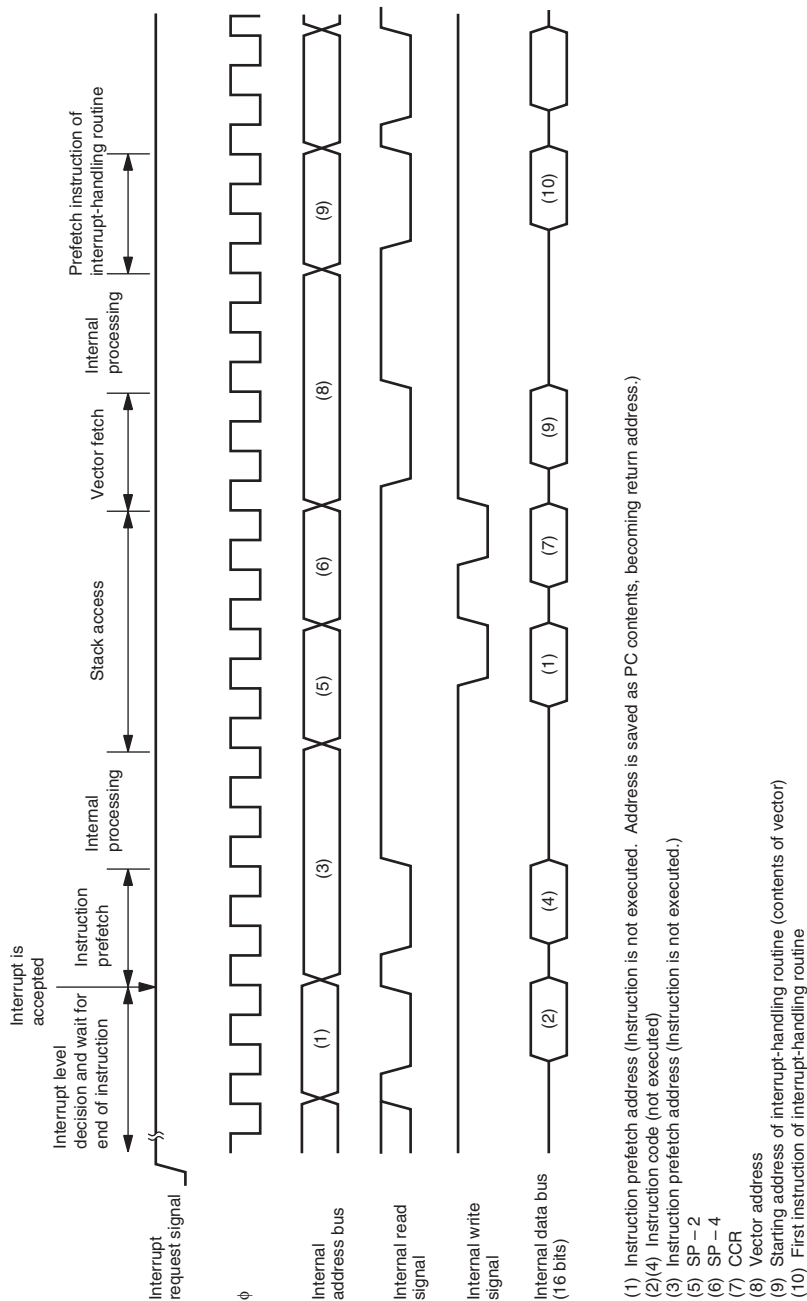 Interrupt is
accepted
Interrupt level
decision and wait for
end of instruction
Instruction
prefetch
Internal
processing
Stack access
Vector fetch
Internal
processing
Prefetch instruction of
interrupt-handling routine
Interrupt
request signal
φ
Internal
address bus
(1)
(3)
(5)
(6)
(8)
(9)
Internal read
signal
Internal write
signal
Internal data bus
(16 bits)
(2)
(4)
(1)
(7)
(9)
(10)
(1) Instruction prefetch address (Instruction is not executed. Address is saved as PC contents, becoming return address.)
(2)(4) Instruction code (not executed)
(3) Instruction prefetch address (Instruction is not executed.)
(5) SP – 2
(6) SP – 4
(7) CCR
(8) Vector address
(9) Starting address of interrupt-handling routine (contents of vector)
(10) First instruction of interrupt-handling routine